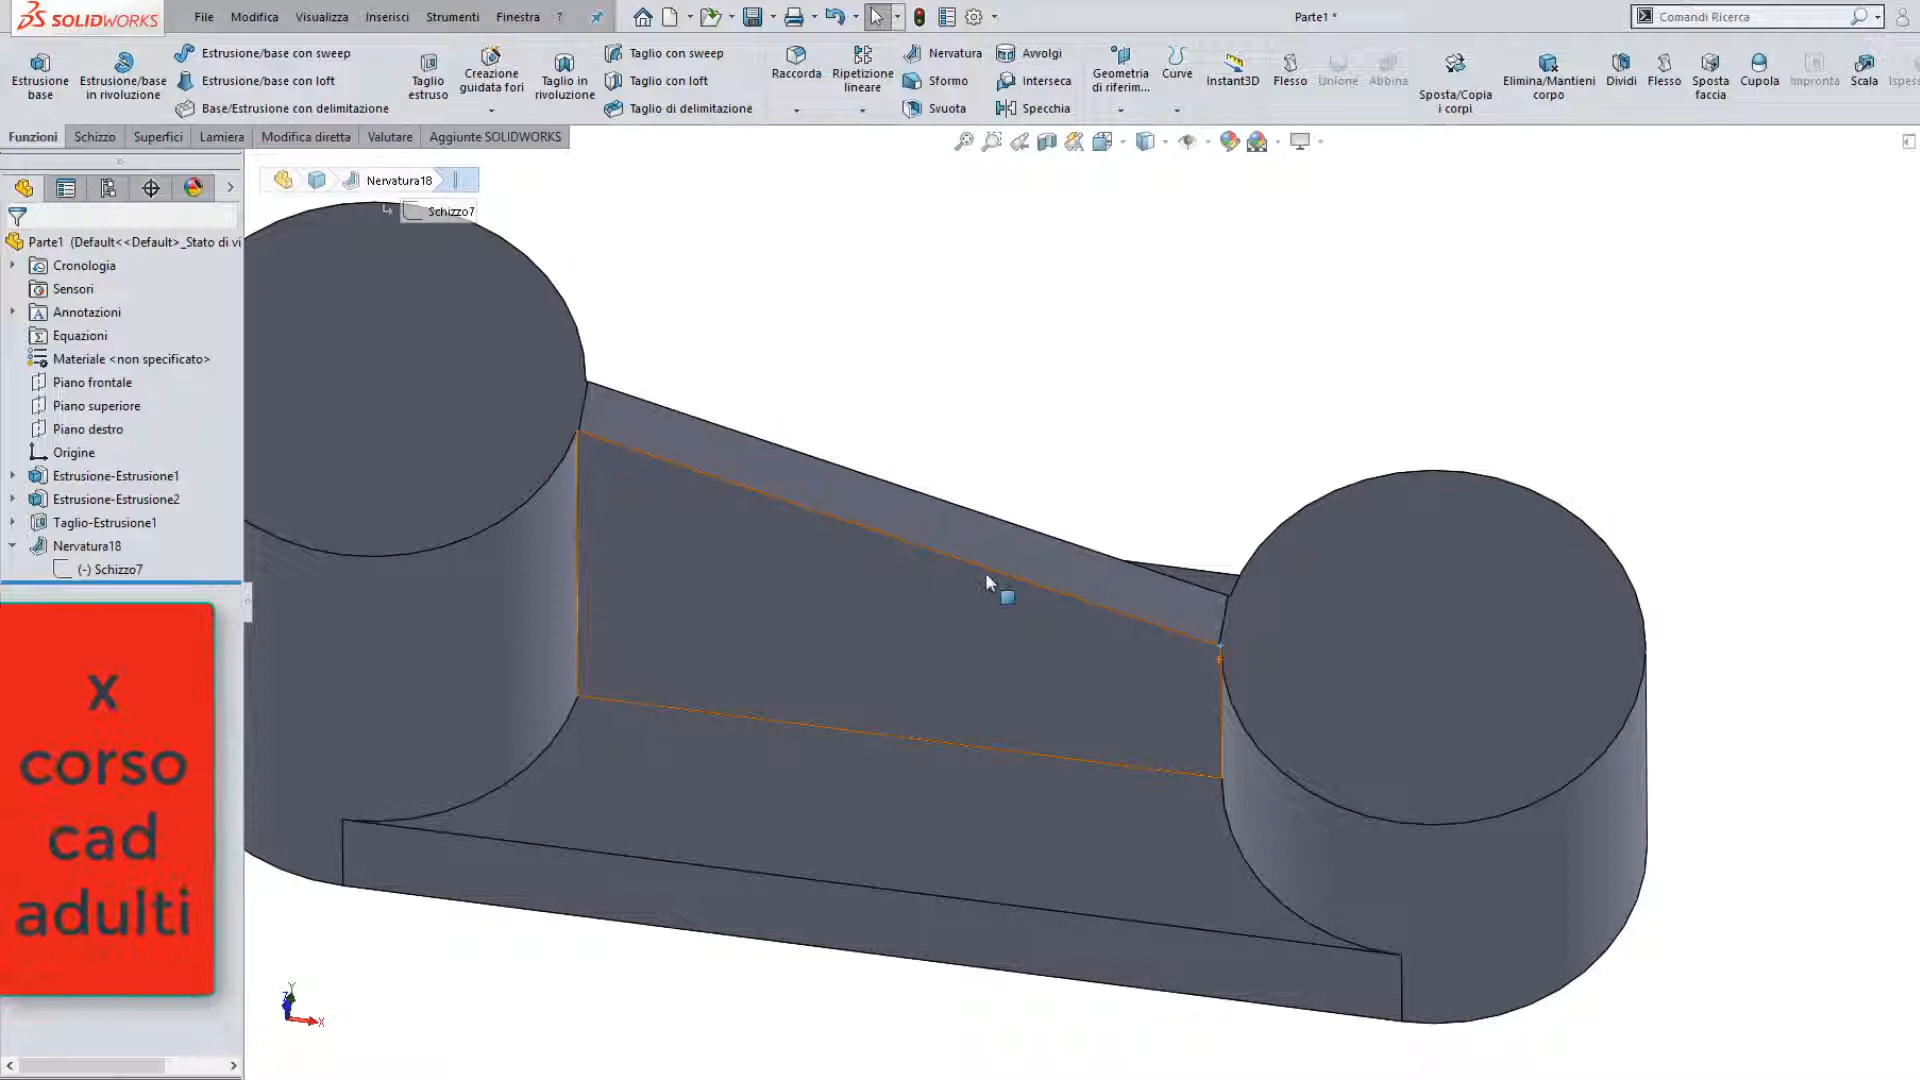 SOLIDWORKS
File
Modifica
Visualizza
Inserisci
Strumenti
Finestra
?
Parte1 *
Comandi Ricerca
Estrusione base
Estrusione/base in rivoluzione
Estrusione/base con sweep
Estrusione/base con loft
Base/Estrusione con delimitazione
Taglio estruso
Creazione guidata fori
Taglio in rivoluzione
Taglio con sweep
Taglio con loft
Taglio di delimitazione
Raccorda
Ripetizione lineare
Nervatura
Sformo
Svuota
Avvolgi
Interseca
Specchia
Geometria di riferim...
Curve
Instant3D
Flesso
Unione
Abbina
Sposta/Copia i corpi
Elimina/Mantieni corpo
Dividi
Flesso
Sposta faccia
Cupola
Impronta
Scala
Ispess
Funzioni
Schizzo
Superfici
Lamiera
Modifica diretta
Valutare
Aggiunte SOLIDWORKS
Nervatura18
Schizzo7
Parte1 (Default<<Default>_Stato di vi
Cronologia
Sensori
Annotazioni
Equazioni
Materiale <non specificato>
Piano frontale
Piano superiore
Piano destro
Origine
Estrusione-Estrusione1
Estrusione-Estrusione2
Taglio-Estrusione1
Nervatura18
(-) Schizzo7
x
corso
cad
adulti
Y
Z
X